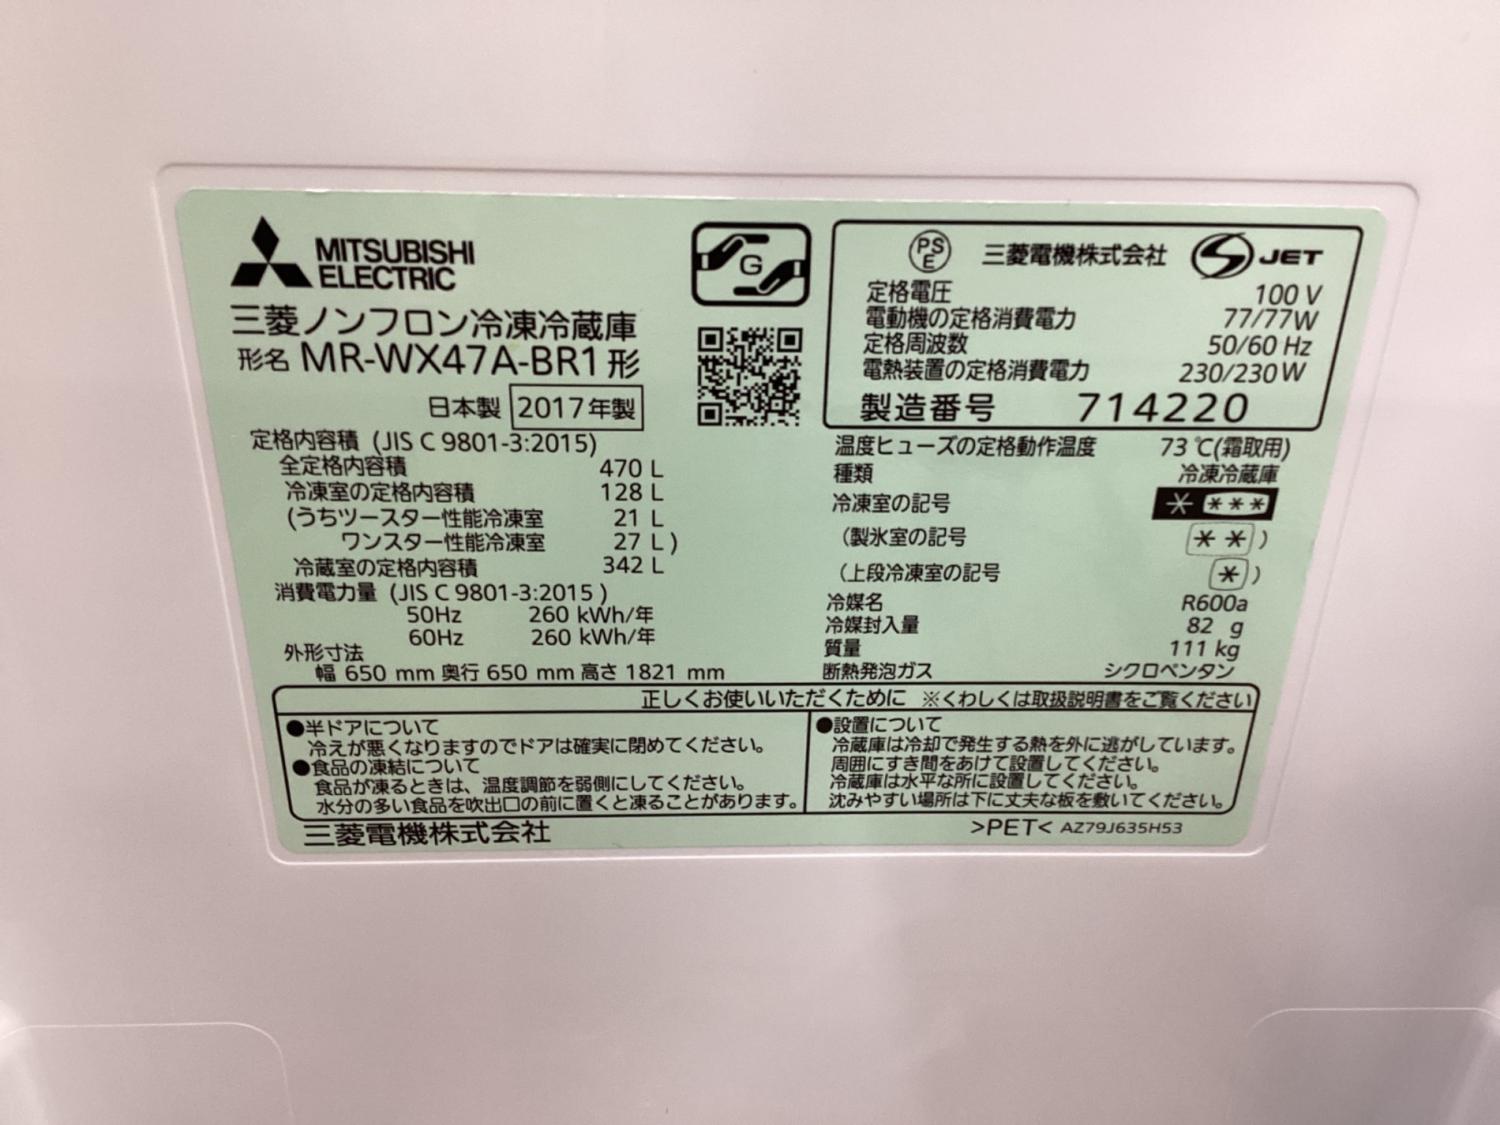 MITSUBISHI
ELECTRIC
三菱ノンフロン冷凍冷蔵庫
形名 MR-WX47A-BR1 形
日本製 2017年製
定格内容積 (JIS C 9801-3:2015)
全定格内容積 470 L
冷凍室の定格内容積 128 L
(うちツースター性能冷凍室 21 L
ワンスター性能冷凍室 27 L )
冷蔵室の定格内容積 342 L
消費電力量 (JIS C 9801-3:2015 )
50Hz 260 kWh/年
60Hz 260 kWh/年
外形寸法
幅 650 mm 奥行 650 mm 高さ 1821 mm
G
PS
E
三菱電機株式会社
S JET
定格電圧 100 V
電動機の定格消費電力 77/77W
定格周波数 50/60 Hz
電熱装置の定格消費電力 230/230W
製造番号 714220
温度ヒューズの定格動作温度 73 ℃(霜取用)
種類 冷凍冷蔵庫
冷凍室の記号 * ***
(製氷室の記号 ** )
(上段冷凍室の記号 * )
冷媒名 R600a
冷媒封入量 82 g
質量 111 kg
断熱発泡ガス シクロペンタン
正しくお使いいただくために ※くわしくは取扱説明書をご覧ください
●半ドアについて
冷えが悪くなりますのでドアは確実に閉めてください。
●食品の凍結について
食品が凍るときは、温度調節を弱側にしてください。
水分の多い食品を吹出口の前に置くと凍ることがあります。
●設置について
冷蔵庫は冷却で発生する熱を外に逃がしています。
周囲にすき間をあけて設置してください。
冷蔵庫は水平な所に設置してください。
沈みやすい場所は下に丈夫な板を敷いてください。
三菱電機株式会社
>PET< AZ79J635H53